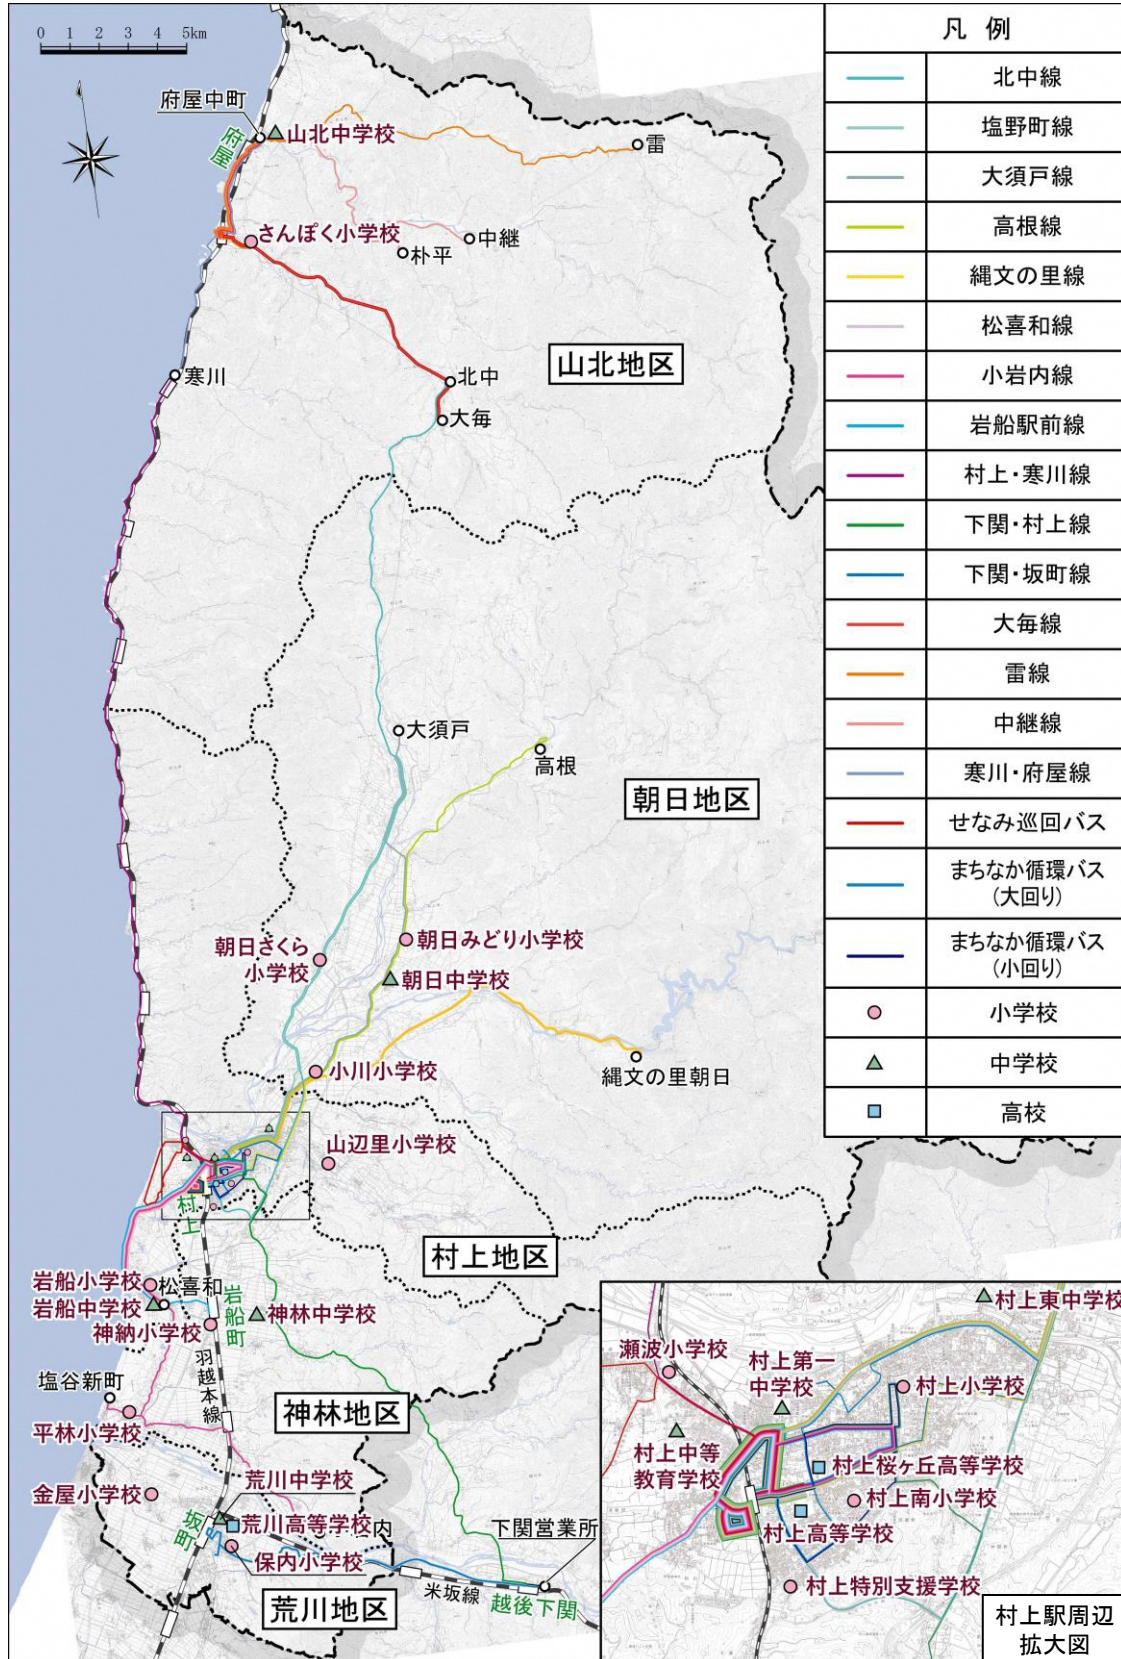 0 1 2 3 4 5km
府屋中町
府屋
山北中学校
雷
さんぽく小学校
中継
朴平
山北地区
寒川
北中
大毎
大須戸
高根
朝日地区
朝日さくら
小学校
朝日みどり小学校
朝日中学校
小川小学校
縄文の里朝日
山辺里小学校
村上
村上地区
岩船小学校
松喜和
岩船中学校
岩船町
神林中学校
神納小学校
羽越本線
塩谷新町
平林小学校
神林地区
荒川中学校
金屋小学校
坂町
荒川高等学校
内
下関営業所
保内小学校
米坂線
越後下関
荒川地区
凡 例
北中線
塩野町線
大須戸線
高根線
縄文の里線
松喜和線
小岩内線
岩船駅前線
村上・寒川線
下関・村上線
下関・坂町線
大毎線
雷線
中継線
寒川・府屋線
せなみ巡回バス
まちなか循環バス
(大回り)
まちなか循環バス
(小回り)
小学校
中学校
高校
村上東中学校
瀬波小学校
村上第一
中学校
村上小学校
村上中等
教育学校
村上桜ヶ丘高等学校
村上南小学校
村上高等学校
村上特別支援学校
村上駅周辺
拡大図